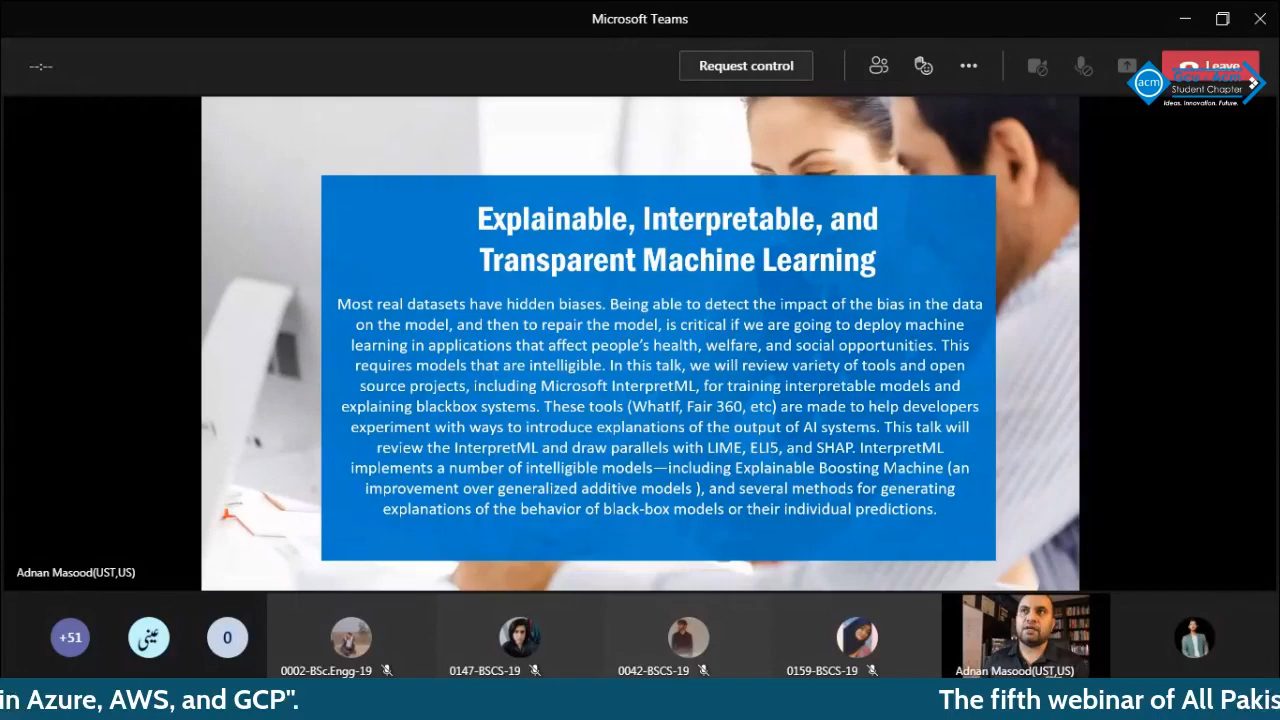 Microsoft Teams
--:--
Request control
Leave
acm
Student Chapter
Ideas. Innovation. Future.
Explainable, Interpretable, and
Transparent Machine Learning
Most real datasets have hidden biases. Being able to detect the impact of the bias in the data
on the model, and then to repair the model, is critical if we are going to deploy machine
learning in applications that affect people's health, welfare, and social opportunities. This
requires models that are intelligible. In this talk, we will review variety of tools and open
source projects, including Microsoft InterpretML, for training interpretable models and
explaining blackbox systems. These tools (WhatIf, Fair 360, etc) are made to help developers
experiment with ways to introduce explanations of the output of AI systems. This talk will
review the InterpretML and draw parallels with LIME, ELI5, and SHAP. InterpretML
implements a number of intelligible models—including Explainable Boosting Machine (an
improvement over generalized additive models ), and several methods for generating
explanations of the behavior of black-box models or their individual predictions.
Adnan Masood(UST,US)
+51
عینی
0
0002-BSc.Engg-19
0147-BSCS-19
0042-BSCS-19
0159-BSCS-19
Adnan Masood(UST,US)
in Azure, AWS, and GCP".
The fifth webinar of All Pakis